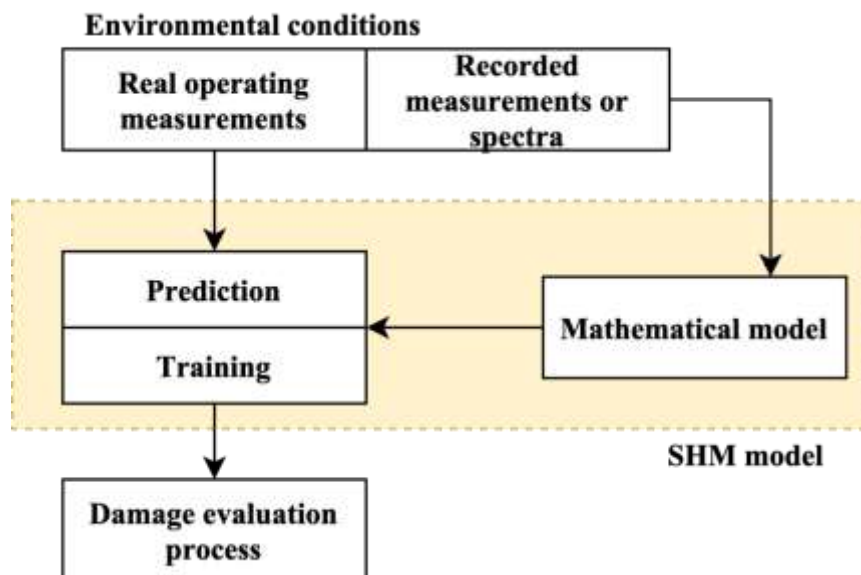 Environmental conditions
Real operating
measurements
Recorded
measurements or
spectra
Prediction
Training
Mathematical model
SHM model
Damage evaluation
process